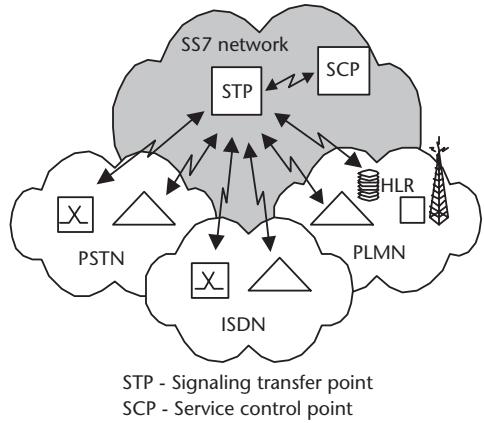 SS7 network
STP
SCP
HLR
PSTN
PLMN
ISDN
STP - Signaling transfer point
SCP - Service control point